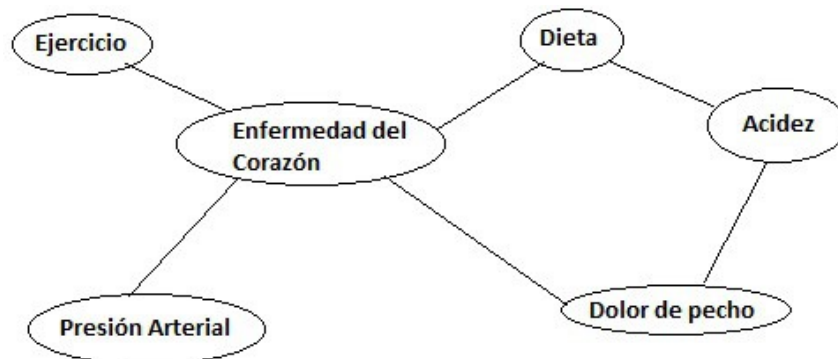 Ejercicio
Dieta
Enfermedad del
Corazón
Acidez
Presión Arterial
Dolor de pecho